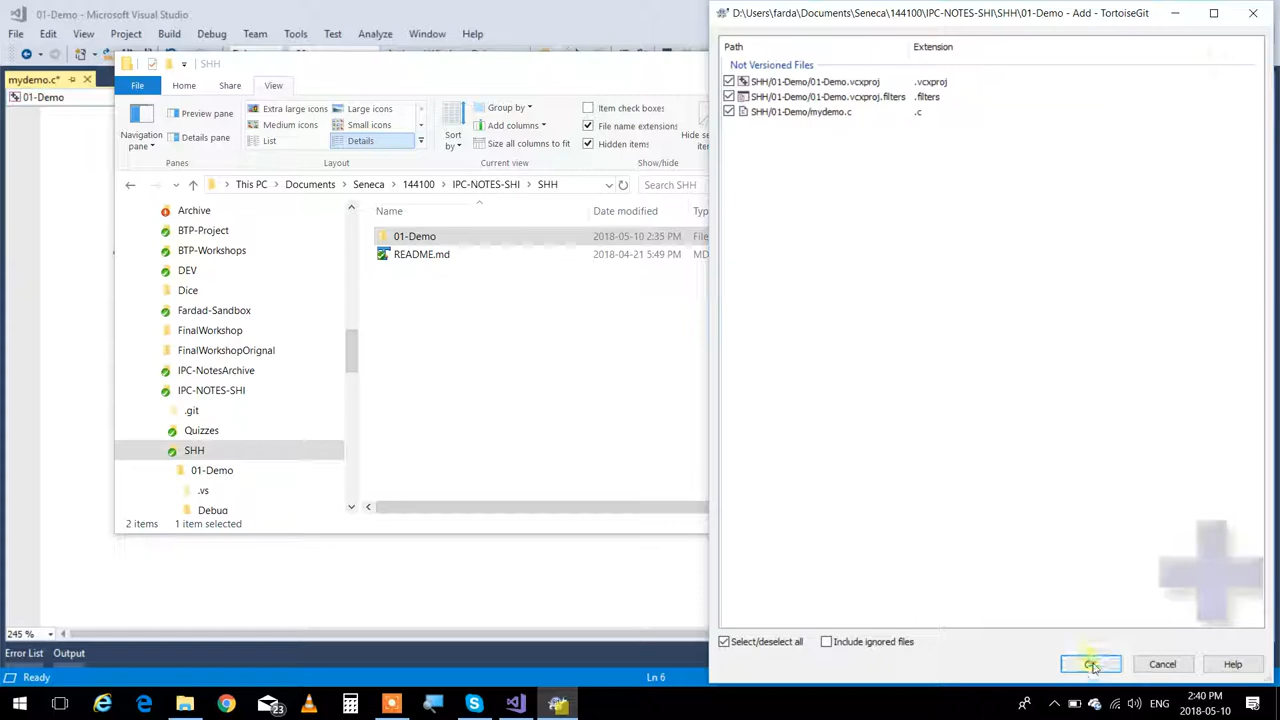 01-Demo - Microsoft Visual Studio
File Edit View Project Build Debug Team Tools Test Analyze Window Help
mydemo.c*
01-Demo
SHH
File Home Share View
Navigation pane
Preview pane
Details pane
Panes
Extra large icons Large icons
Medium icons Small icons
List Details
Layout
Sort by
Group by
Add columns
Size all columns to fit
Current view
Item check boxes
File name extensions
Hidden items
Hide se
item
Show/hide
This PC Documents Seneca 144100 IPC-NOTES-SHI SHH
Search SHH
Name Date modified Typ
01-Demo 2018-05-10 2:35 PM File
README.md 2018-04-21 5:49 PM MD
Archive
BTP-Project
BTP-Workshops
DEV
Dice
Fardad-Sandbox
FinalWorkshop
FinalWorkshopOrignal
IPC-NotesArchive
IPC-NOTES-SHI
.git
Quizzes
SHH
01-Demo
.vs
Debug
2 items 1 item selected
D:\Users\farda\Documents\Seneca\144100\IPC-NOTES-SHI\SHH\01-Demo - Add - TortoiseGit
Path Extension
Not Versioned Files
SHH/01-Demo/01-Demo.vcxproj .vcxproj
SHH/01-Demo/01-Demo.vcxproj.filters .filters
SHH/01-Demo/mydemo.c .c
Select/deselect all Include ignored files
Cancel Help
245 %
Error List Output
Ready Ln 6
23
ENG
2:40 PM
2018-05-10